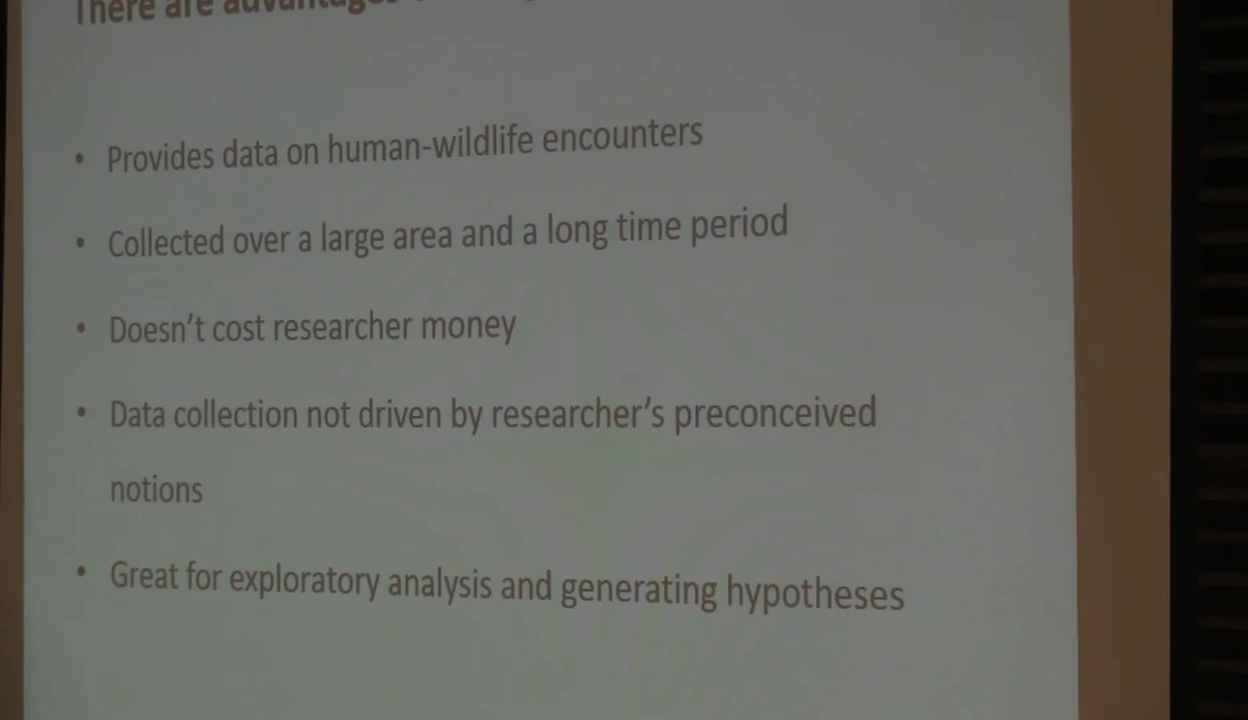 There are advantages
• Provides data on human-wildlife encounters
• Collected over a large area and a long time period
• Doesn't cost researcher money
• Data collection not driven by researcher's preconceived
notions
• Great for exploratory analysis and generating hypotheses